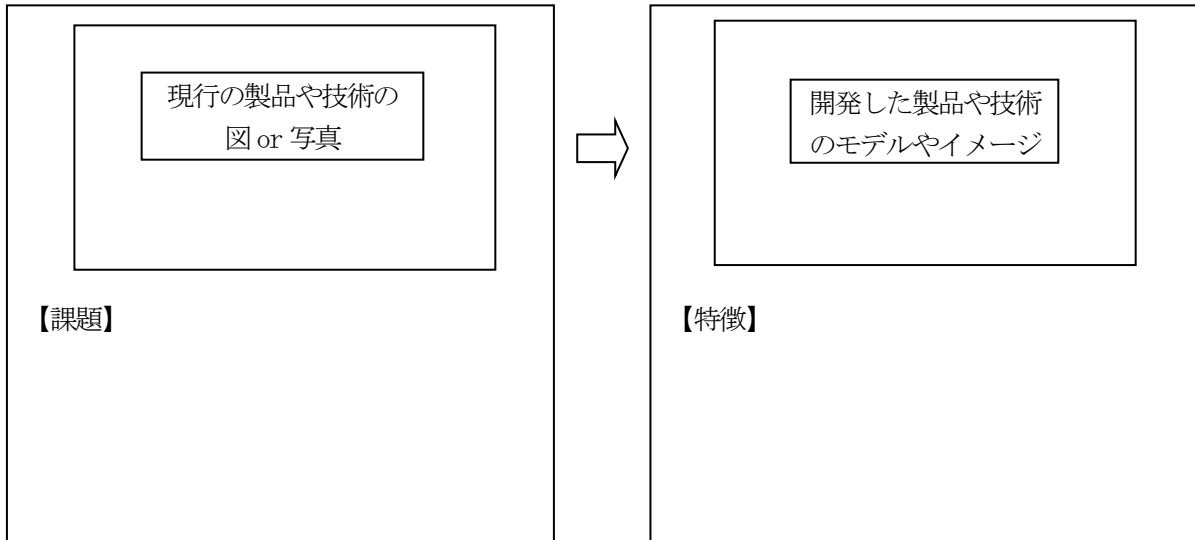 現行の製品や技術の
図 or 写真
【課題】
開発した製品や技術
のモデルやイメージ
【特徴】